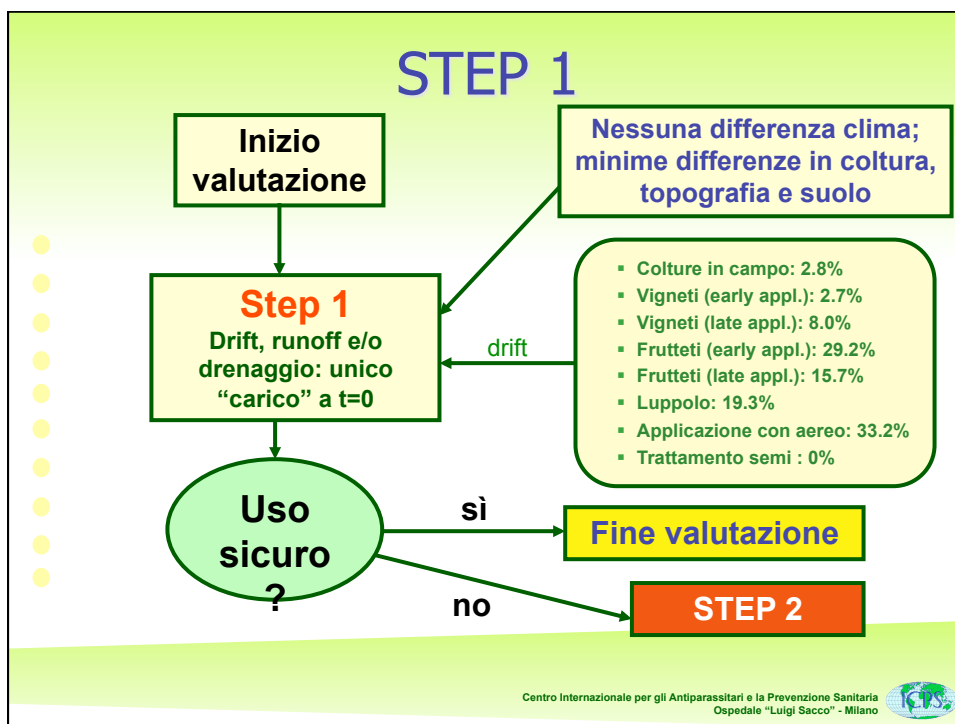 STEP 1
Inizio
valutazione
Nessuna differenza clima;
minime differenze in coltura,
topografia e suolo
Step 1
Drift, runoff e/o
drenaggio: unico
“carico” a t=0
drift
▪ Colture in campo: 2.8%
▪ Vigneti (early appl.): 2.7%
▪ Vigneti (late appl.): 8.0%
▪ Frutteti (early appl.): 29.2%
▪ Frutteti (late appl.): 15.7%
▪ Luppolo: 19.3%
▪ Applicazione con aereo: 33.2%
▪ Trattamento semi : 0%
Uso
sicuro
?
sì
Fine valutazione
no
STEP 2
Centro Internazionale per gli Antiparassitari e la Prevenzione Sanitaria
Ospedale “Luigi Sacco” - Milano
ICPS